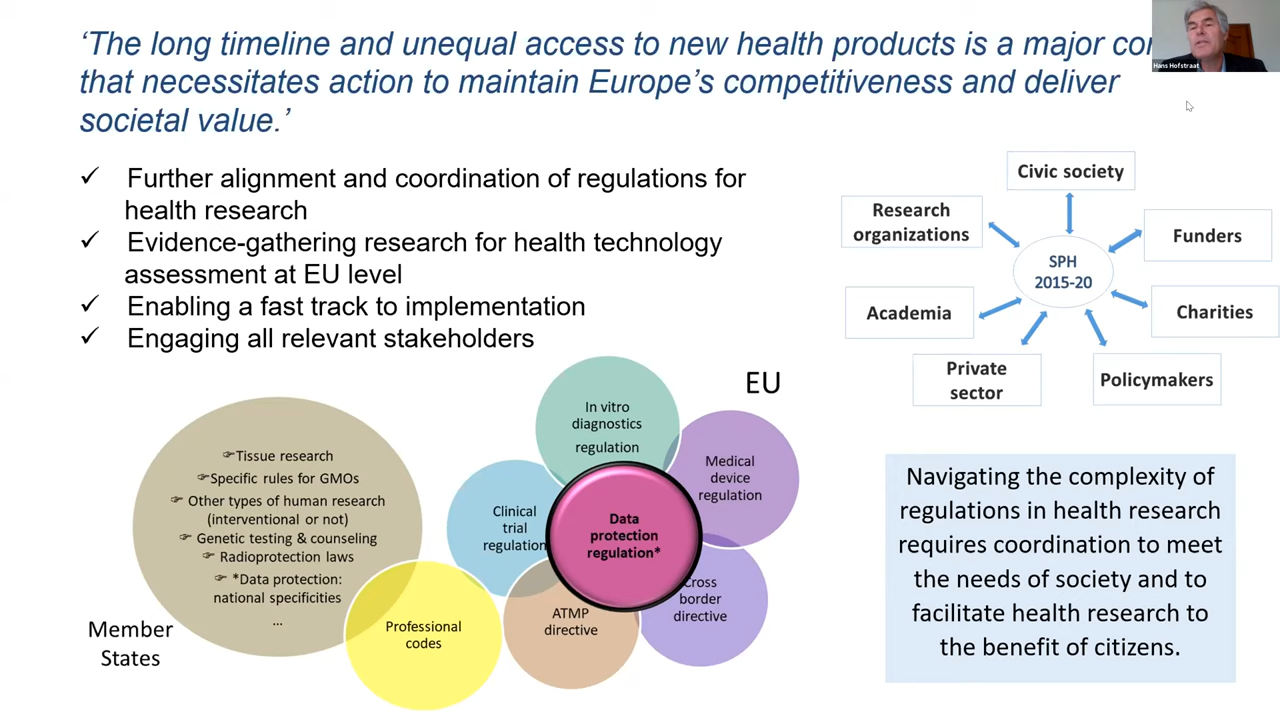 ‘The long timeline and unequal access to new health products is a major
that necessitates action to maintain Europe’s competitiveness and deliver
societal value.’
✓ Further alignment and coordination of regulations for
health research
✓ Evidence-gathering research for health technology
assessment at EU level
✓ Enabling a fast track to implementation
✓ Engaging all relevant stakeholders
Hans Hofstraat
Civic society
Research
organizations
Funders
SPH
2015-20
Academia
Charities
Private
sector
Policymakers
EU
In vitro
diagnostics
regulation
Medical
device
regulation
Clinical
trial
regulation
Data
protection
regulation*
Cross
border
directive
ATMP
directive
Professional
codes
☞Tissue research
☞Specific rules for GMOs
☞ Other types of human research
(interventional or not)
☞ Genetic testing & counseling
☞ Radioprotection laws
☞ *Data protection:
national specificities
...
Member
States
Navigating the complexity of
regulations in health research
requires coordination to meet
the needs of society and to
facilitate health research to
the benefit of citizens.